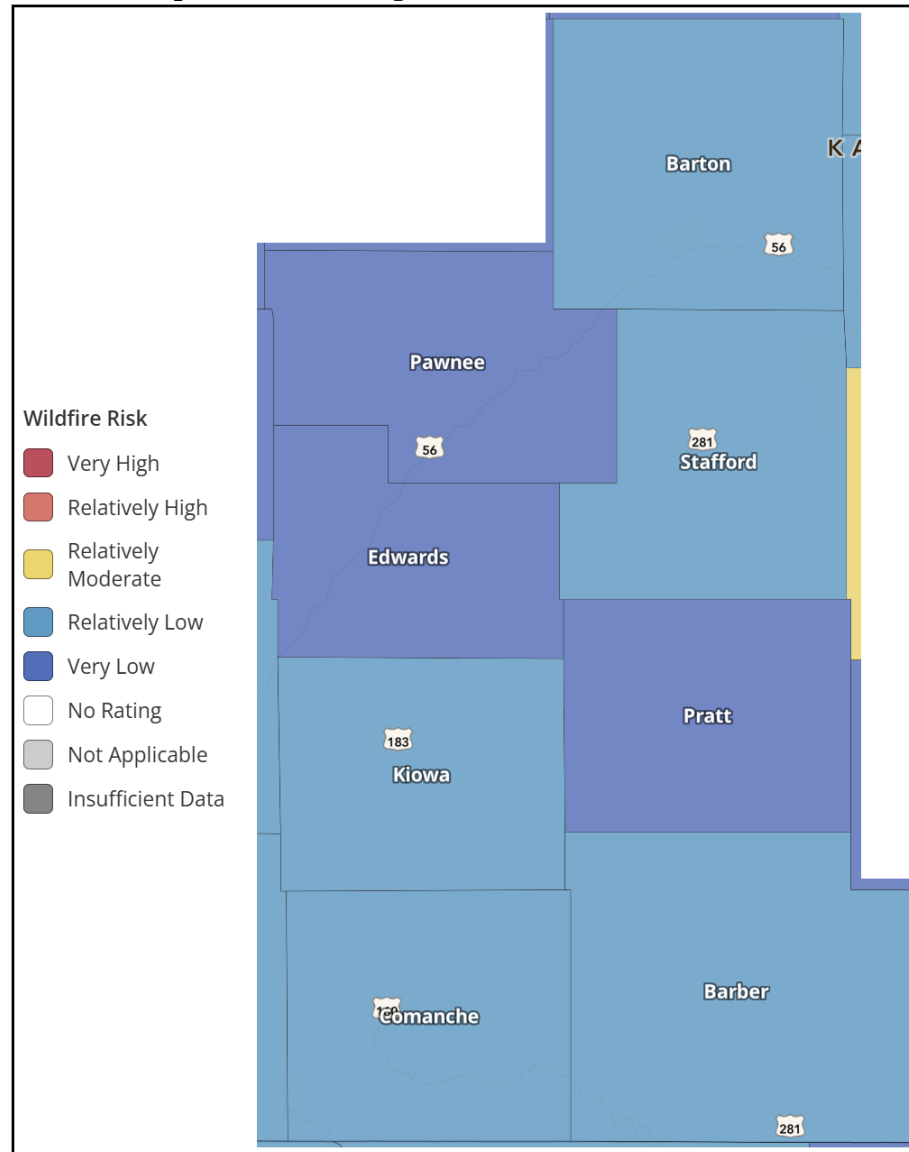 Barton
K A
56
Pawnee
56
281
Stafford
Edwards
Wildfire Risk
Very High
Relatively High
Relatively
Moderate
Relatively Low
Very Low
No Rating
Not Applicable
Insufficient Data
Pratt
183
Kiowa
Barber
Comanche
281